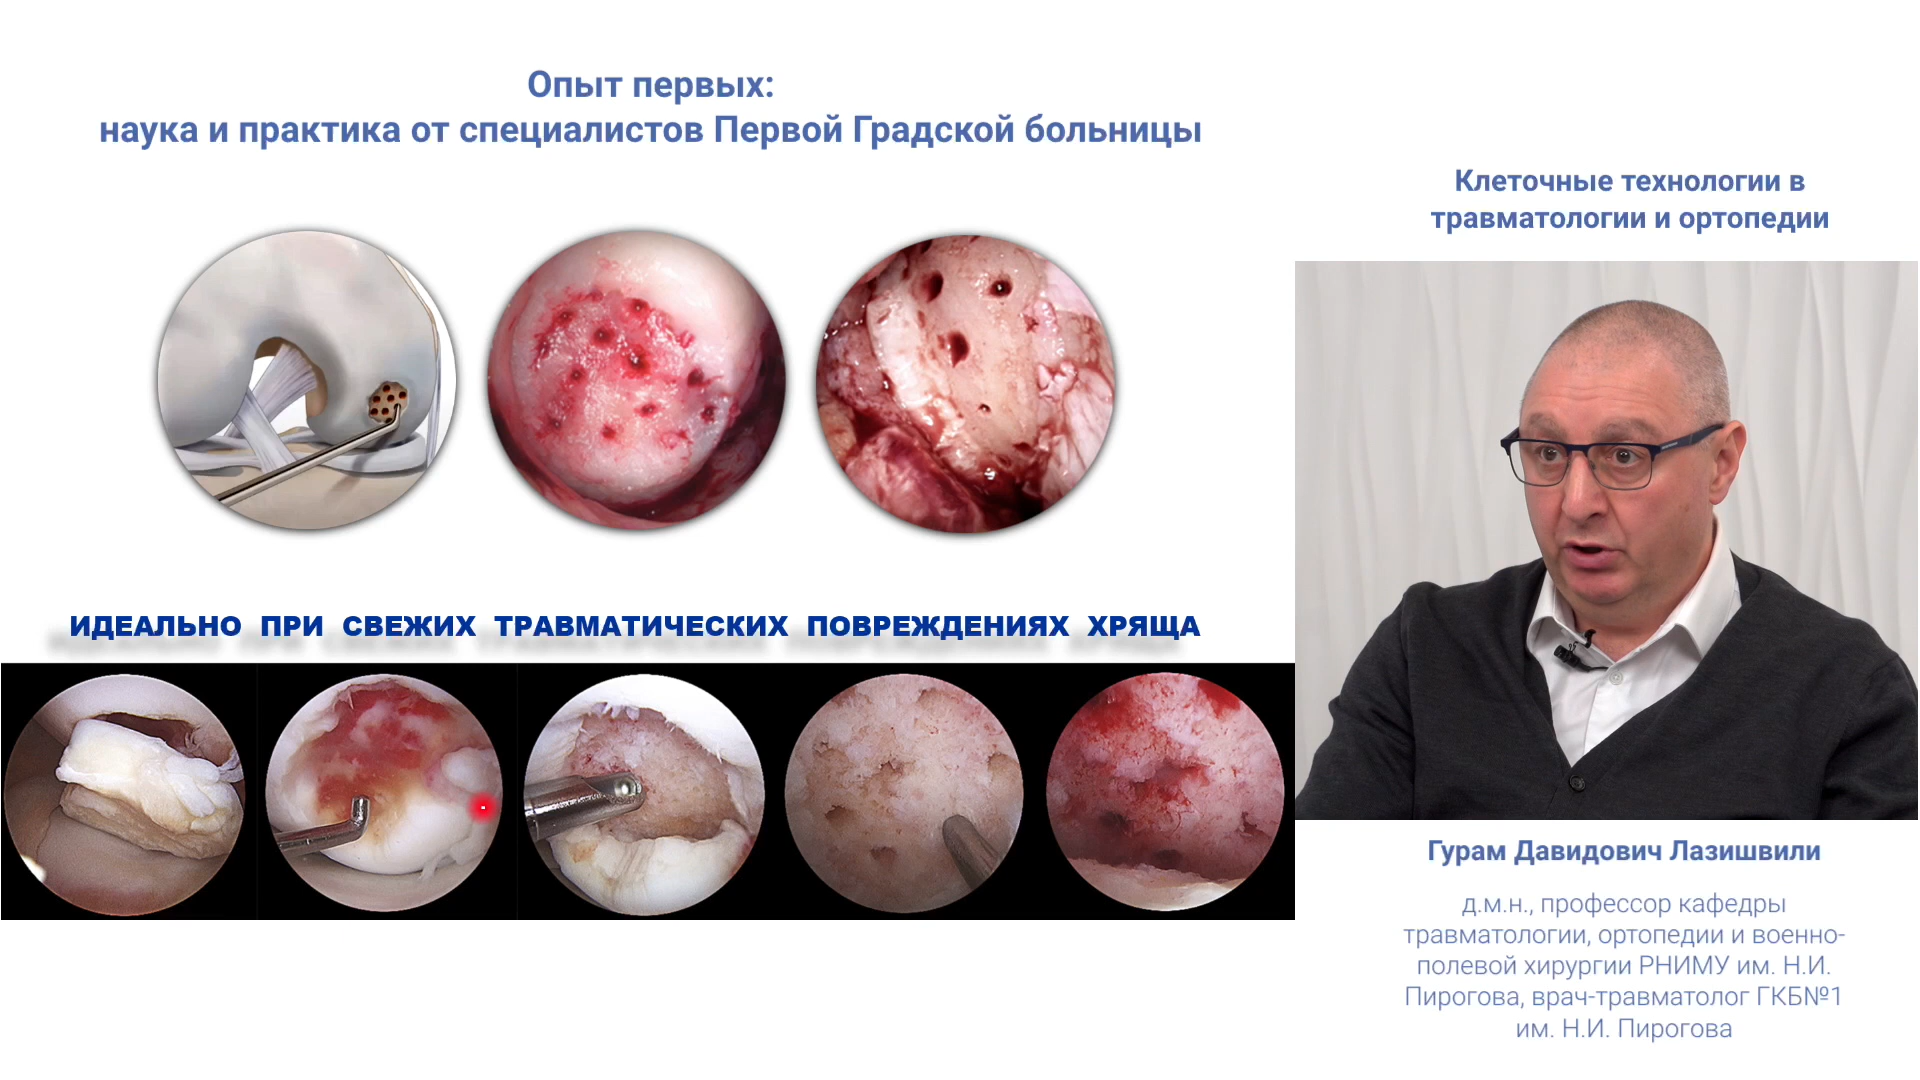 Опыт первых:
наука и практика от специалистов Первой Градской больницы
Клеточные технологии в
травматологии и ортопедии
ИДЕАЛЬНО ПРИ СВЕЖИХ ТРАВМАТИЧЕСКИХ ПОВРЕЖДЕНИЯХ ХРЯЩА
Гурам Давидович Лазишвили
д.м.н., профессор кафедры
травматологии, ортопедии и военно-
полевой хирургии РНИМУ им. Н.И.
Пирогова, врач-травматолог ГКБ№1
им. Н.И. Пирогова